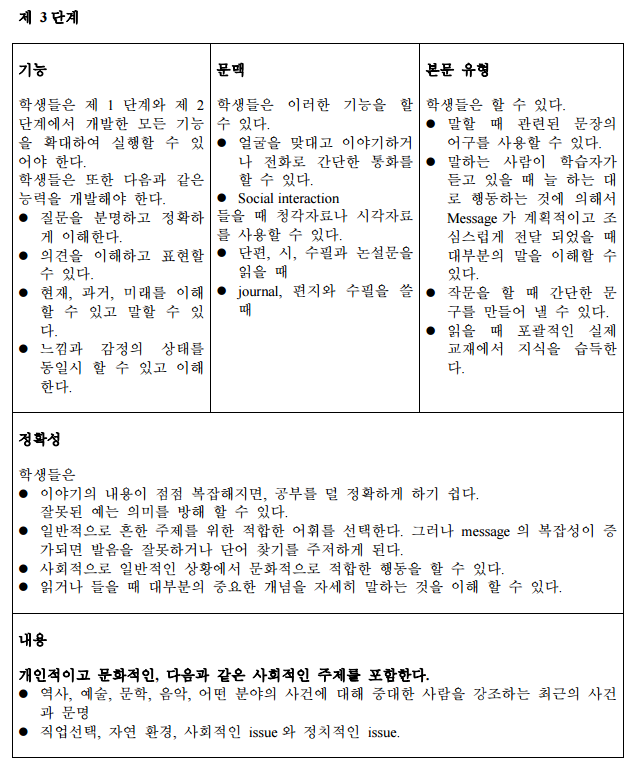 제 3단계
기능
학생들은 제 1 단계와 제 2
단계에서 개발한 모든 기능
을 확대하여 실행할 수 있
어야 한다.
학생들은 또한 다음과 같은
능력을 개발해야 한다.
● 질문을 분명하고 정확하
게 이해한다.
● 의견을 이해하고 표현할
수 있다.
● 현재, 과거, 미래를 이해
할 수 있고 말할 수 있
다.
● 느낌과 감정의 상태를
동일시 할 수 있고 이해
한다.
문맥
학생들은 이러한 기능을 할
수 있다.
● 얼굴을 맞대고 이야기하거
나 전화로 간단한 통화를
할 수 있다.
● Social interaction
들을 때 청각자료나 시각자료
를 사용할 수 있다.
● 단편, 시, 수필과 논설문을
읽을 때
● journal, 편지와 수필을 쓸
때
본문 유형
학생들은 할 수 있다.
● 말할 때 관련된 문장의
어구를 사용할 수 있다.
● 말하는 사람이 학습자가
듣고 있을 때 늘 하는 대
로 행동하는 것에 의해서
Message 가 계획적이고 조
심스럽게 전달 되었을 때
대부분의 말을 이해할 수
있다.
● 작문을 할 때 간단한 문
구를 만들어 낼 수 있다.
● 읽을 때 포괄적인 실제
교재에서 지식을 습득한
다.
정확성
학생들은
● 이야기의 내용이 점점 복잡해지면, 공부를 덜 정확하게 하기 쉽다.
잘못된 예는 의미를 방해 할 수 있다.
● 일반적으로 흔한 주제를 위한 적합한 어휘를 선택한다. 그러나 message 의 복잡성이 증
가되면 발음을 잘못하거나 단어 찾기를 주저하게 된다.
● 사회적으로 일반적인 상황에서 문화적으로 적합한 행동을 할 수 있다.
● 읽거나 들을 때 대부분의 중요한 개념을 자세히 말하는 것을 이해 할 수 있다.
내용
개인적이고 문화적인, 다음과 같은 사회적인 주제를 포함한다.
● 역사, 예술, 문학, 음악, 어떤 분야의 사건에 대해 중대한 사람을 강조하는 최근의 사건
과 문명
● 직업선택, 자연 환경, 사회적인 issue 와 정치적인 issue.